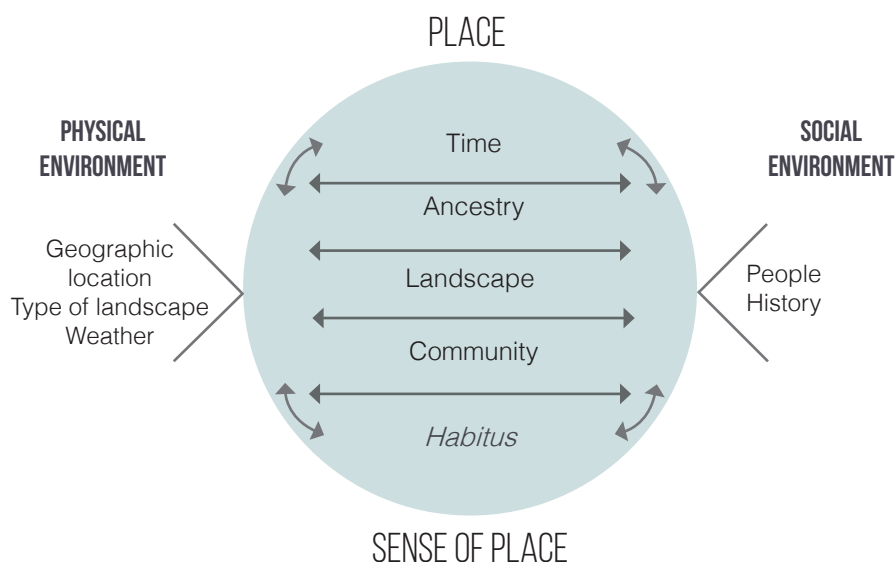 PLACE
PHYSICAL
ENVIRONMENT
Geographic
location
Type of landscape
Weather
Time
Ancestry
Landscape
Community
Habitus
SOCIAL
ENVIRONMENT
People
History
SENSE OF PLACE